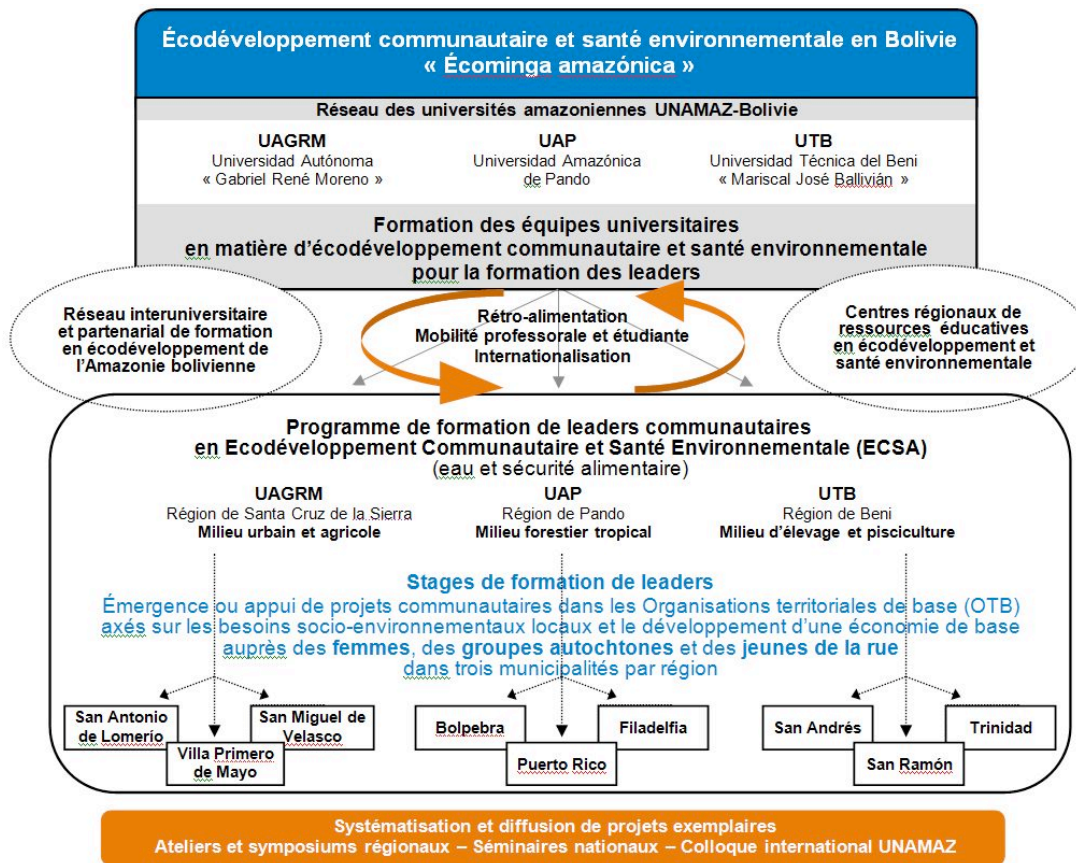 Écodéveloppement communautaire et santé environnementale en Bolivie
« Écominga amazónica »
Réseau des universités amazoniennes UNAMAZ-Bolivie
UAGRM
Universidad Autónoma
« Gabriel René Moreno »
UAP
Universidad Amazónica
de Pando
UTB
Universidad Técnica del Beni
« Mariscal José Ballivián »
Formation des équipes universitaires
en matière d'écodéveloppement communautaire et santé environnementale
pour la formation des leaders
Réseau interuniversitaire
et partenarial de formation
en écodéveloppement de
l'Amazonie bolivienne
Rétro-alimentation
Mobilité professorale et étudiante
Internationalisation
Centres régionaux de
ressources éducatives
en écodéveloppement et
santé environnementale
Programme de formation de leaders communautaires
en Ecodéveloppement Communautaire et Santé Environnementale (ECSA)
(eau et sécurité alimentaire)
UAGRM
Région de Santa Cruz de la Sierra
Milieu urbain et agricole
UAP
Région de Pando
Milieu forestier tropical
UTB
Région de Beni
Milieu d'élevage et pisciculture
Stages de formation de leaders
Émergence ou appui de projets communautaires dans les Organisations territoriales de base (OTB)
axés sur les besoins socio-environnementaux locaux et le développement d'une économie de base
auprès des femmes, des groupes autochtones et des jeunes de la rue
dans trois municipalités par région
San Antonio
de Lomerío
Villa Primero
de Mayo
San Miguel de
Velasco
Bolpebra
Puerto Rico
Filadelfia
San Andrés
San Ramón
Trinidad
Systématisation et diffusion de projets exemplaires
Ateliers et symposiums régionaux – Séminaires nationaux – Colloque international UNAMAZ